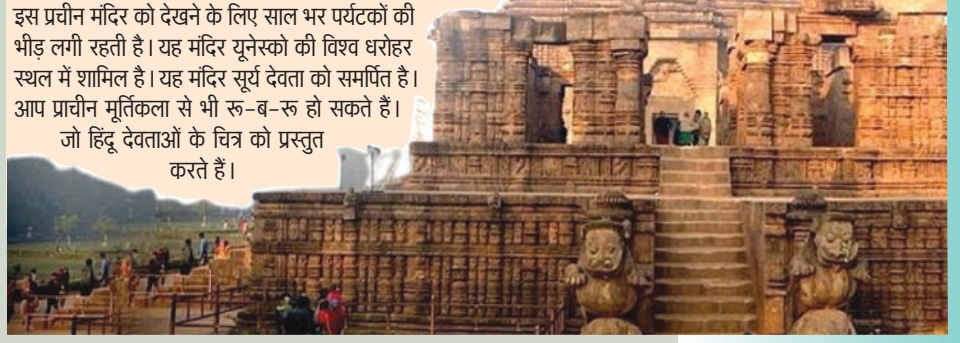 इस प्राचीन मंदिर को देखने के लिए साल भर पर्यटकों की
भीड़ लगी रहती है। यह मंदिर यूनेस्को की विश्व धरोहर
स्थल में शामिल है। यह मंदिर सूर्य देवता को समर्पित है।
आप प्राचीन मूर्तिकला से भी रू-ब-रू हो सकते हैं।
जो हिंदू देवताओं के चित्र को प्रस्तुत
करते हैं।